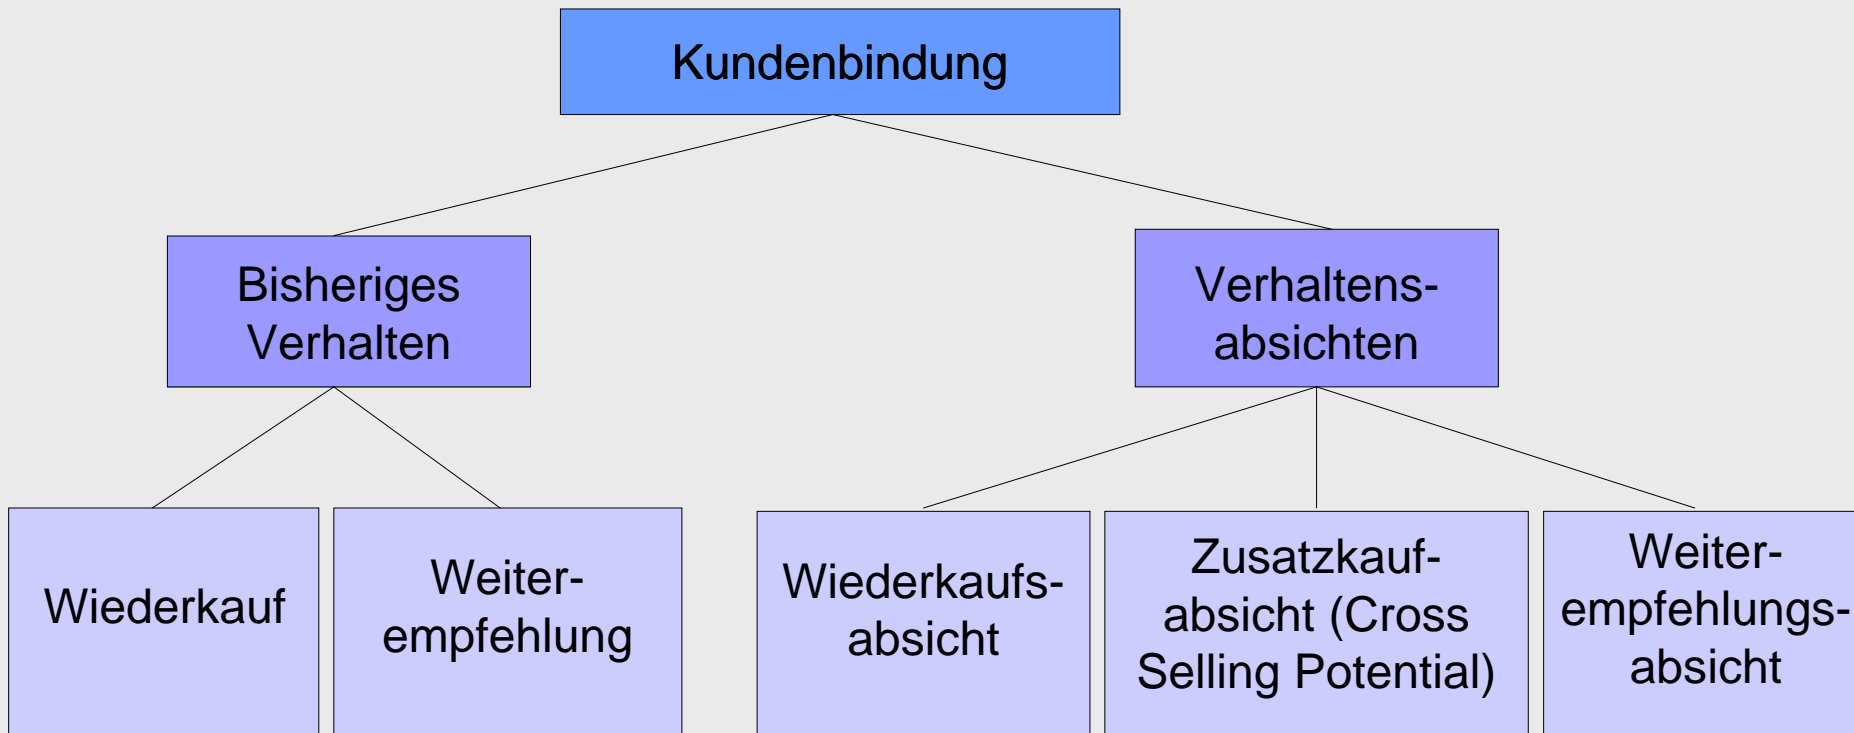 Kundenbindung
Bisheriges
Verhalten
Verhaltens-
absichten
Wiederkauf
Weiter-
empfehlung
Wiederkaufs-
absicht
Zusatzkauf-
absicht (Cross
Selling Potential)
Weiter-
empfehlungs-
absicht